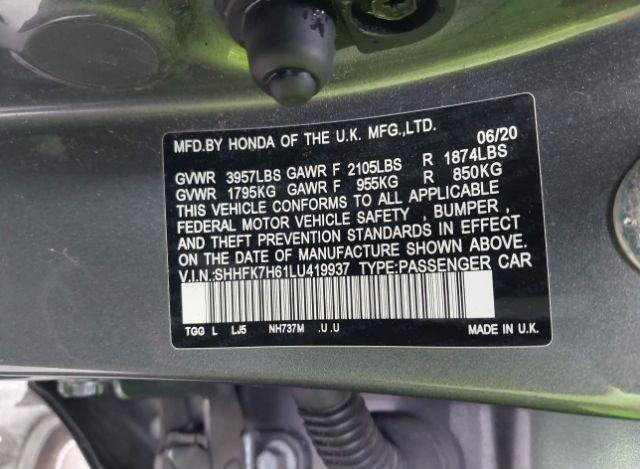 MFD.BY HONDA OF THE U.K. MFG.,LTD. 06/20
GVWR 3957LBS GAWR F 2105LBS R 1874LBS
GVWR 1795KG GAWR F 955KG R 850KG
THIS VEHICLE CONFORMS TO ALL APPLICABLE
FEDERAL MOTOR VEHICLE SAFETY , BUMPER ,
AND THEFT PREVENTION STANDARDS IN EFFECT
ON THE DATE OF MANUFACTURE SHOWN ABOVE.
V.I.N.:SHHFK7H61LU419937 TYPE:PASSENGER CAR
TGG L LJ5 NH737M .U.U MADE IN U.K.